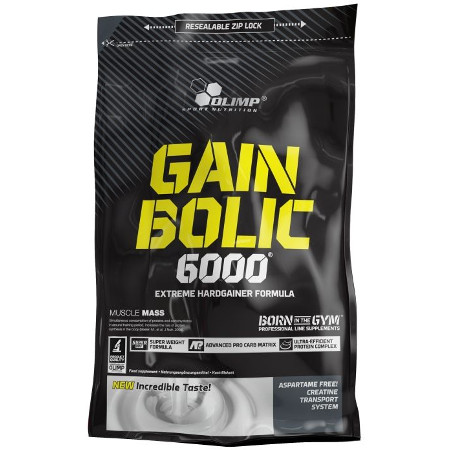 RESEALABLE ZIP LOCK
OLIMP®
SPORT NUTRITION
GAIN
BOLIC
6000®
EXTREME HARDGAINER FORMULA
MUSCLE MASS
BORN IN THE GYM™
PROFESSIONAL LINE SUPPLEMENTS
SUPER WEIGHT
FORMULA
ADVANCED PRO CARB MATRIX
ULTRA-EFFICIENT
PROTEIN COMPLEX
OLIMP
NEW Incredible Taste!
ASPARTAME FREE!
CREATINE
TRANSPORT
SYSTEM